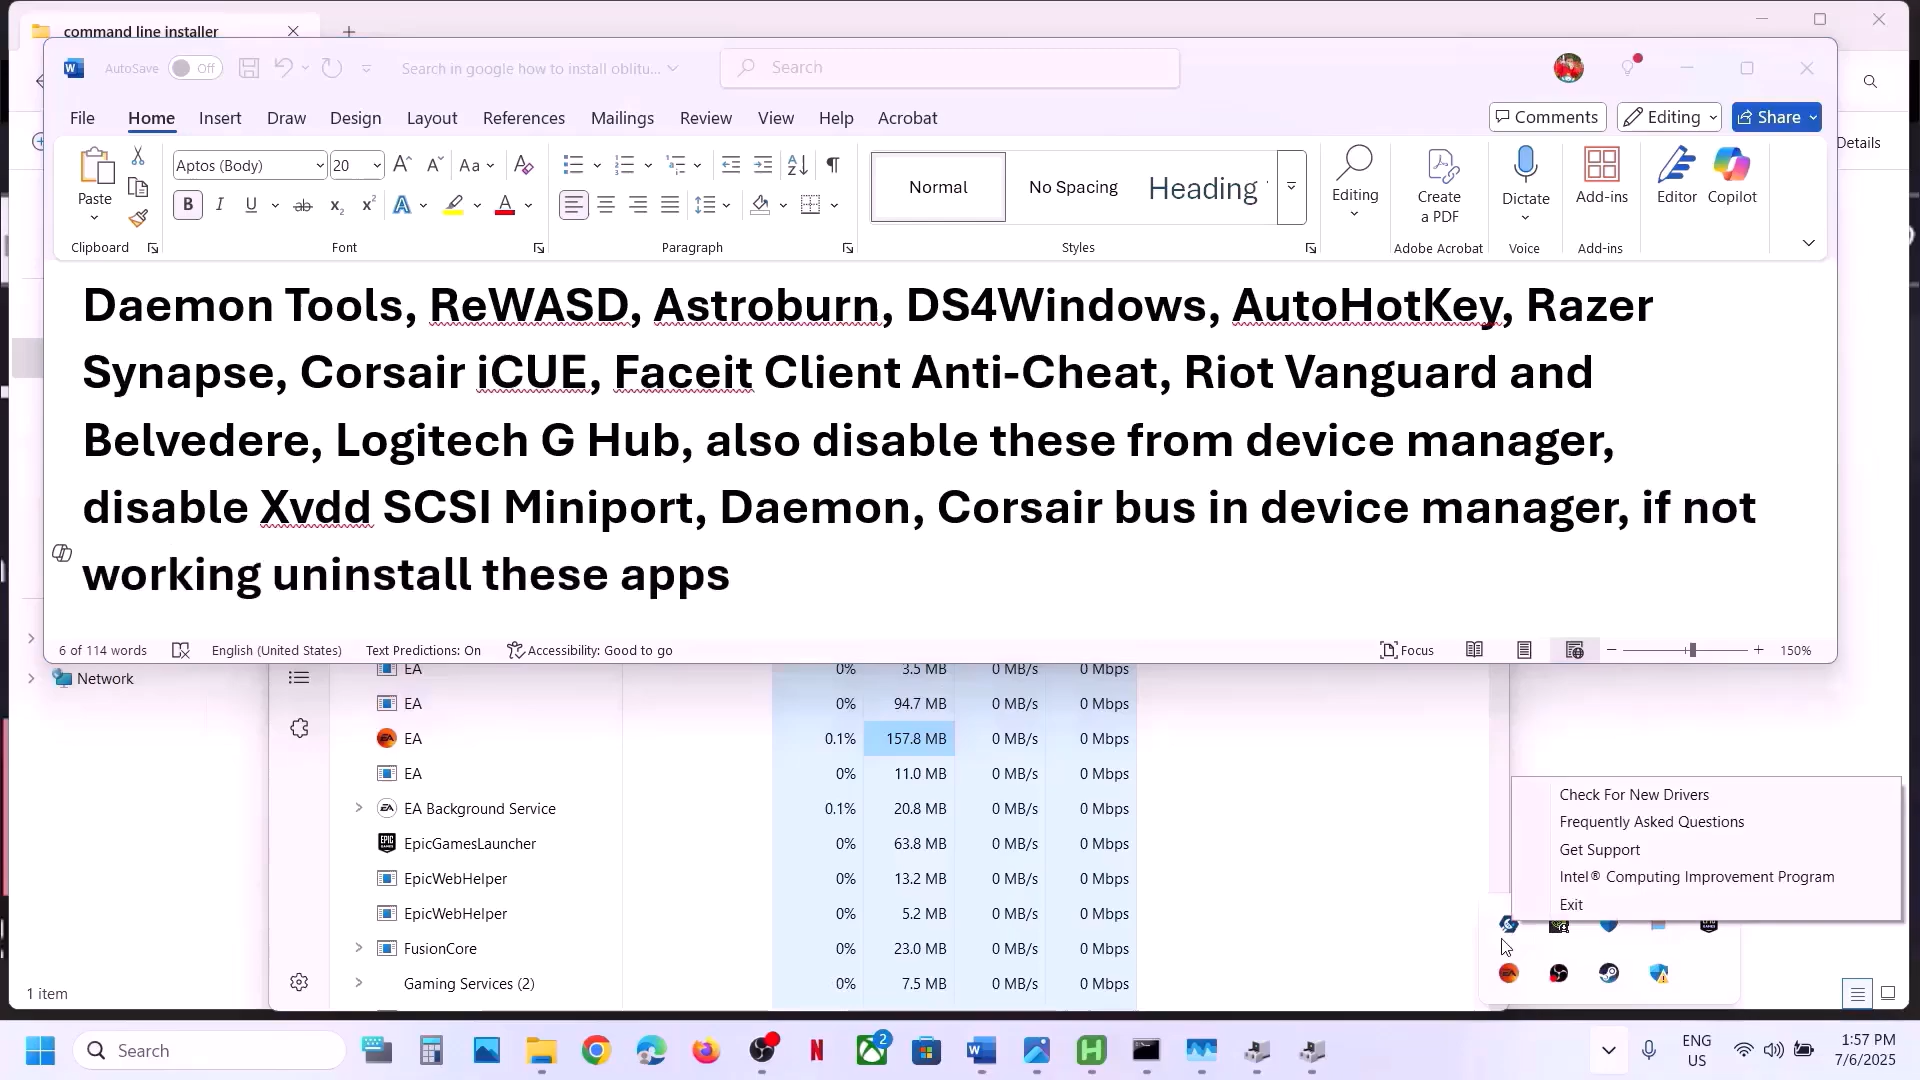 command line installer
AutoSave
Off
Search in google how to install oblitu...
Search
File Home Insert Draw Design Layout References Mailings Review View Help Acrobat
Comments
Editing
Share
Details
Paste
Aptos (Body)
20
Aa
B I U ab x₂ x² A A
Normal
No Spacing
Heading
Editing
Create
a PDF
Dictate
Add-ins
Editor
Copilot
Clipboard
Font
Paragraph
Styles
Adobe Acrobat
Voice
Add-ins
Daemon Tools, ReWASD, Astroburn, DS4Windows, AutoHotKey, Razer
Synapse, Corsair iCUE, Faceit Client Anti-Cheat, Riot Vanguard and
Belvedere, Logitech G Hub, also disable these from device manager,
disable Xvdd SCSI Miniport, Daemon, Corsair bus in device manager, if not
working uninstall these apps
6 of 114 words
English (United States)
Text Predictions: On
Accessibility: Good to go
Focus
150%
Network
EA 0% 3.5 MB 0 MB/s 0 Mbps
EA 0% 94.7 MB 0 MB/s 0 Mbps
EA 0.1% 157.8 MB 0 MB/s 0 Mbps
EA 0% 11.0 MB 0 MB/s 0 Mbps
EA Background Service 0.1% 20.8 MB 0 MB/s 0 Mbps
EpicGamesLauncher 0% 63.8 MB 0 MB/s 0 Mbps
EpicWebHelper 0% 13.2 MB 0 MB/s 0 Mbps
EpicWebHelper 0% 5.2 MB 0 MB/s 0 Mbps
FusionCore 0% 23.0 MB 0 MB/s 0 Mbps
Gaming Services (2) 0% 7.5 MB 0 MB/s 0 Mbps
Check For New Drivers
Frequently Asked Questions
Get Support
Intel® Computing Improvement Program
Exit
1 item
Search
2
ENG
US
1:57 PM
7/6/2025